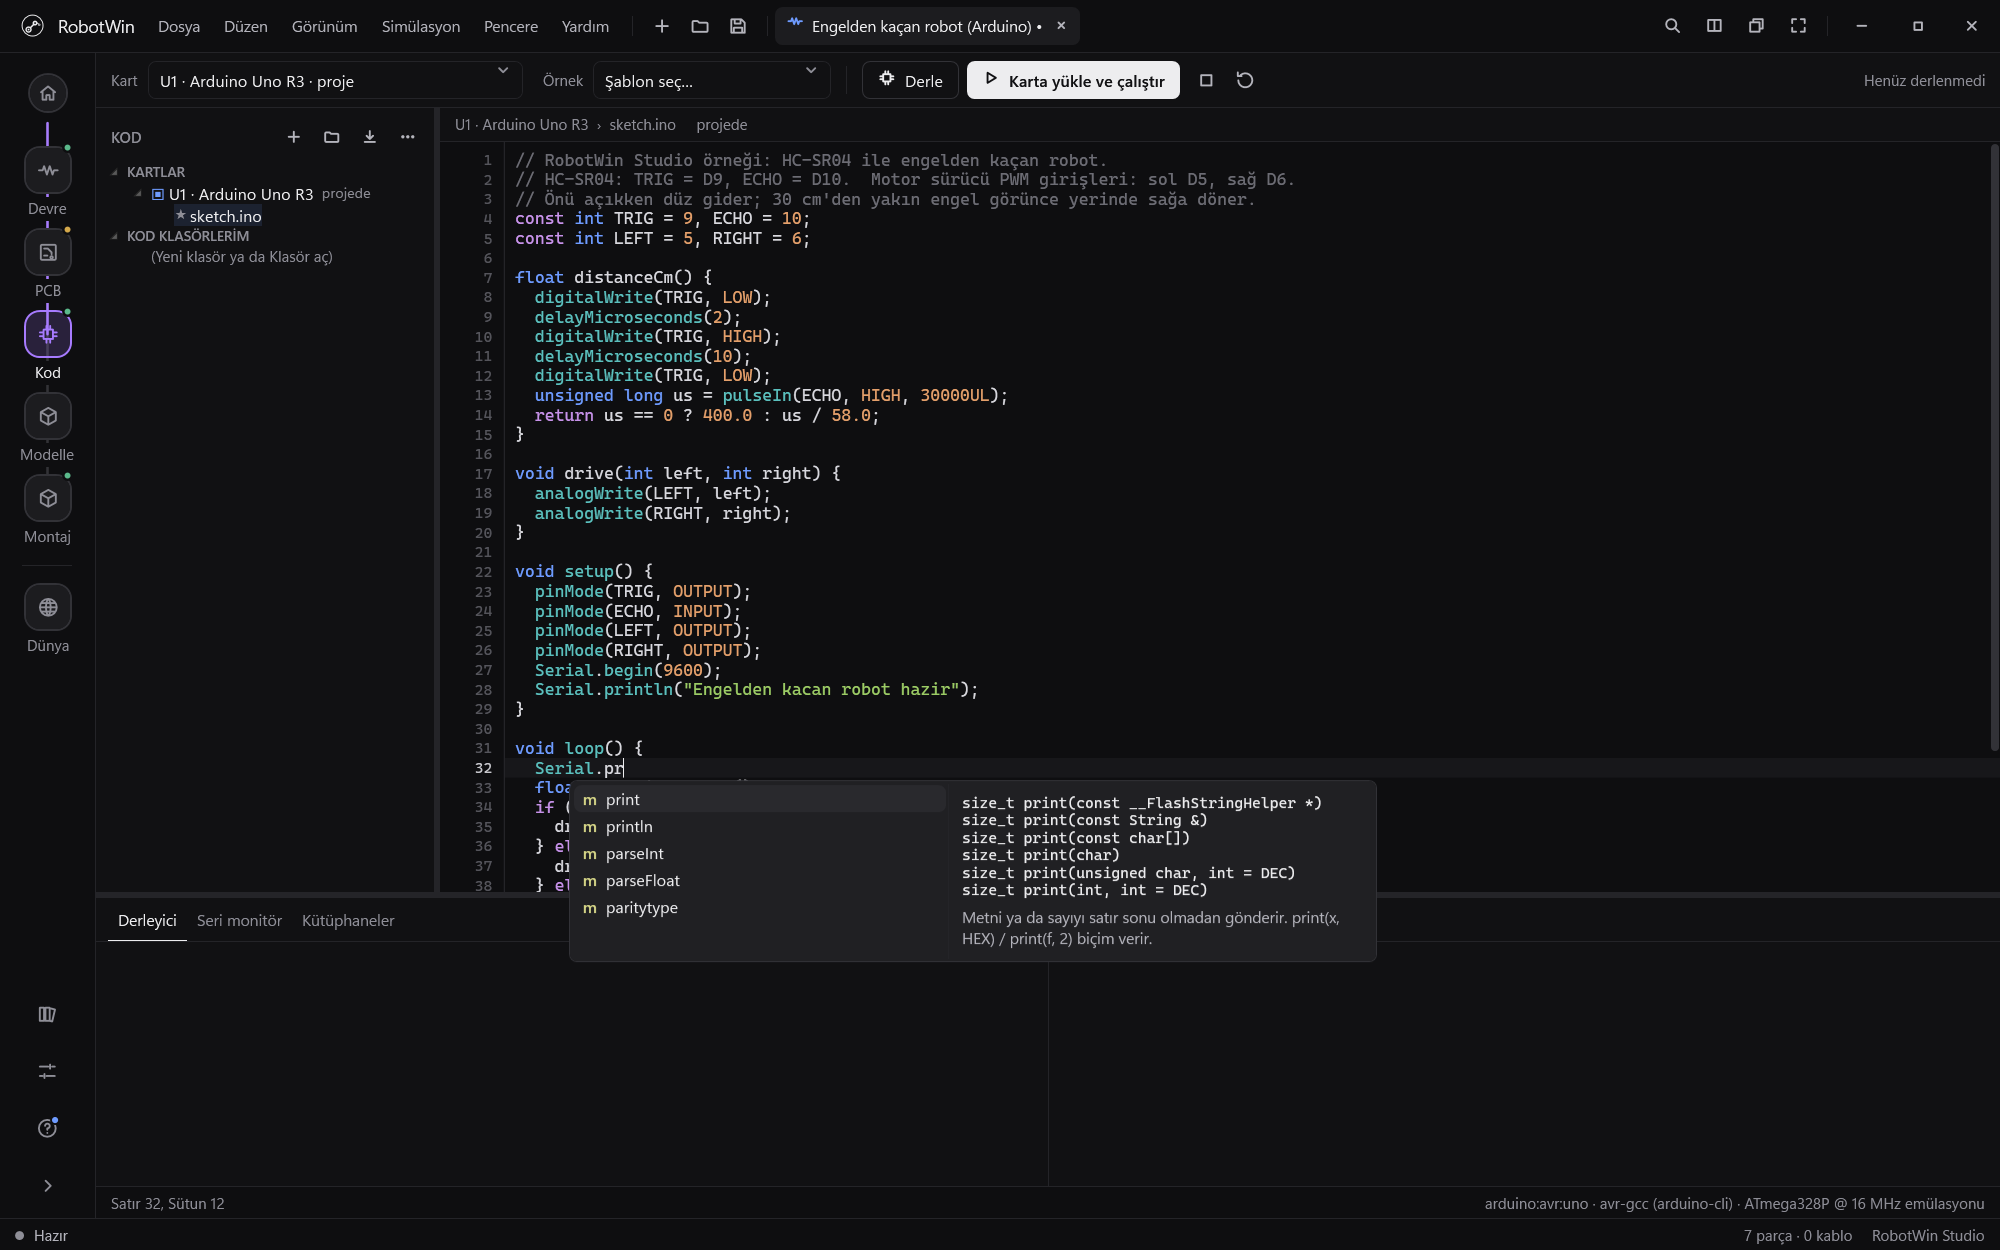 RobotWin Dosya Düzen Görünüm Simülasyon Pencere Yardım Engelden kaçan robot (Arduino) •
Kart U1 · Arduino Uno R3 · proje Örnek Şablon seç... Derle Karta yükle ve çalıştır Henüz derlenmedi
Devre
PCB
Kod
Modelle
Montaj
Dünya
KOD
KARTLAR
U1 · Arduino Uno R3 projede
sketch.ino
KOD KLASÖRLERİM
(Yeni klasör ya da Klasör aç)
U1 · Arduino Uno R3 › sketch.ino projede
1 // RobotWin Studio örneği: HC-SR04 ile engelden kaçan robot.
2 // HC-SR04: TRIG = D9, ECHO = D10.  Motor sürücü PWM girişleri: sol D5, sağ D6.
3 // Önü açıkken düz gider; 30 cm'den yakın engel görünce yerinde sağa döner.
4 const int TRIG = 9, ECHO = 10;
5 const int LEFT = 5, RIGHT = 6;
6
7 float distanceCm() {
8   digitalWrite(TRIG, LOW);
9   delayMicroseconds(2);
10   digitalWrite(TRIG, HIGH);
11   delayMicroseconds(10);
12   digitalWrite(TRIG, LOW);
13   unsigned long us = pulseIn(ECHO, HIGH, 30000UL);
14   return us == 0 ? 400.0 : us / 58.0;
15 }
16
17 void drive(int left, int right) {
18   analogWrite(LEFT, left);
19   analogWrite(RIGHT, right);
20 }
21
22 void setup() {
23   pinMode(TRIG, OUTPUT);
24   pinMode(ECHO, INPUT);
25   pinMode(LEFT, OUTPUT);
26   pinMode(RIGHT, OUTPUT);
27   Serial.begin(9600);
28   Serial.println("Engelden kacan robot hazir");
29 }
30
31 void loop() {
32   Serial.pr
33   floa
34   if (
35     dr
36   } el
37     dr
38   } el
m print
m println
m parseInt
m parseFloat
m paritytype
size_t print(const __FlashStringHelper *)
size_t print(const String &)
size_t print(const char[])
size_t print(char)
size_t print(unsigned char, int = DEC)
size_t print(int, int = DEC)
Metni ya da sayıyı satır sonu olmadan gönderir. print(x,
HEX) / print(f, 2) biçim verir.
Derleyici Seri monitör Kütüphaneler
Satır 32, Sütun 12 arduino:avr:uno · avr-gcc (arduino-cli) · ATmega328P @ 16 MHz emülasyonu
Hazır 7 parça · 0 kablo RobotWin Studio